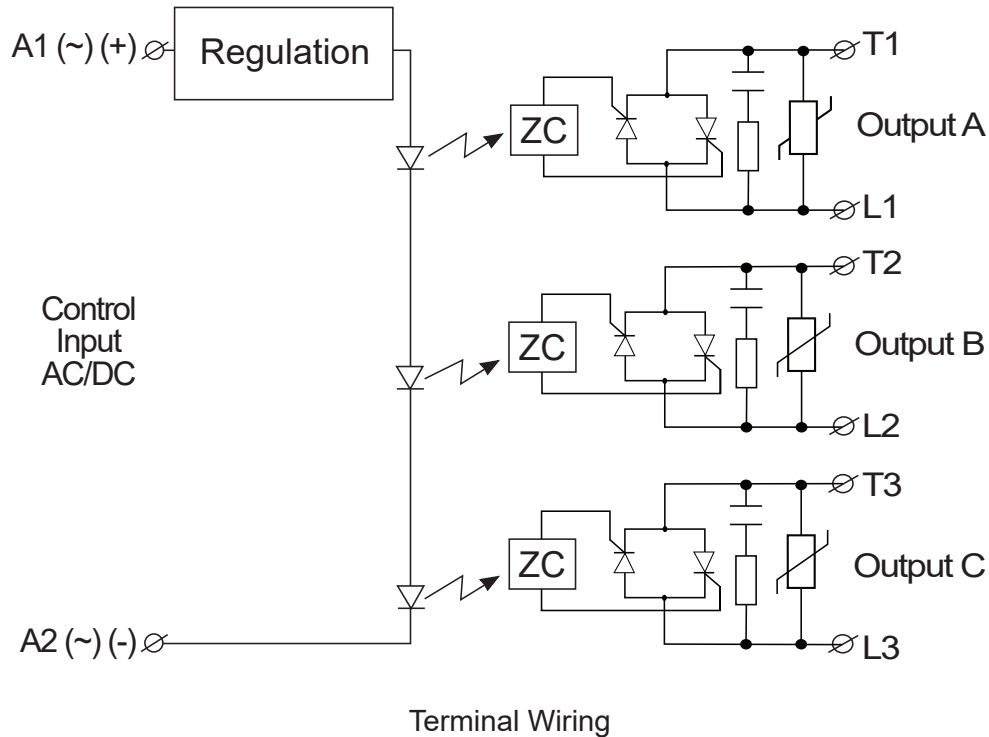 A1 (~) (+)
Regulation
T1
ZC
Output A
L1
T2
Control
Input
AC/DC
ZC
Output B
L2
T3
ZC
Output C
A2 (~) (-)
L3
Terminal Wiring